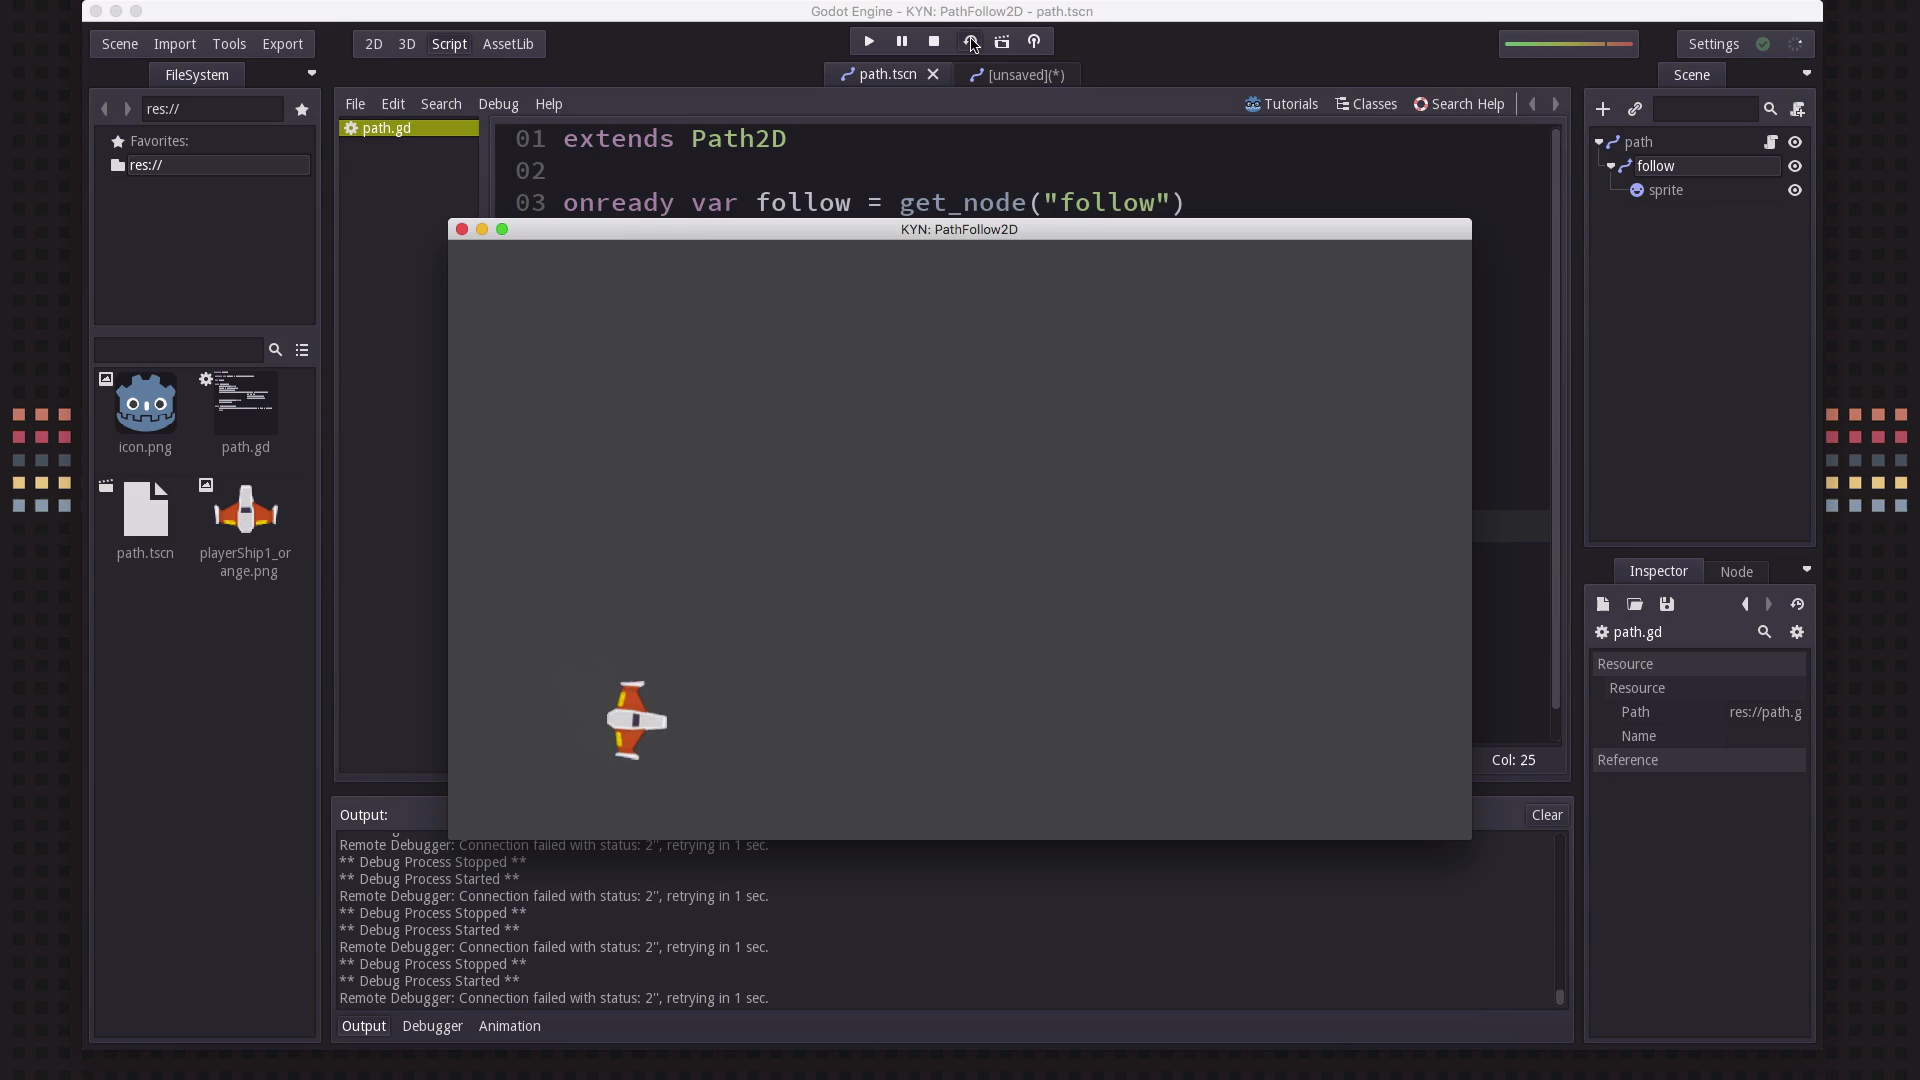 Godot Engine - KYN: PathFollow2D - path.tscn
Scene Import Tools Export
2D 3D Script AssetLib
Settings
FileSystem
path.tscn
[unsaved](*)
Scene
res://
File Edit Search Debug Help
Tutorials Classes Search Help
Favorites:
res://
path.gd
01 extends Path2D
02
03 onready var follow = get_node("follow")
path
follow
sprite
KYN: PathFollow2D
icon.png
path.gd
path.tscn
playerShip1_or
ange.png
Inspector Node
path.gd
Resource
Resource
Path res://path.g
Name
Reference
Col: 25
Output:
Clear
Remote Debugger: Connection failed with status: 2'', retrying in 1 sec.
** Debug Process Stopped **
** Debug Process Started **
Remote Debugger: Connection failed with status: 2'', retrying in 1 sec.
** Debug Process Stopped **
** Debug Process Started **
Remote Debugger: Connection failed with status: 2'', retrying in 1 sec.
** Debug Process Stopped **
** Debug Process Started **
Remote Debugger: Connection failed with status: 2'', retrying in 1 sec.
Output Debugger Animation